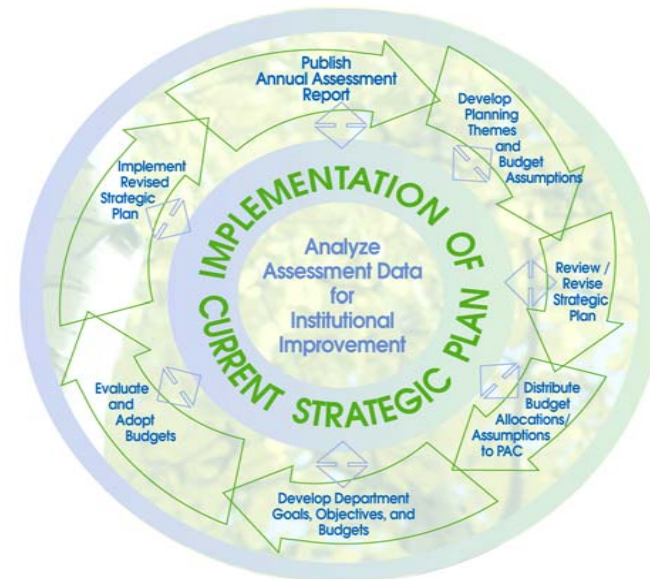 Publish
Annual Assessment
Report
Develop
Planning
Themes
and
Budget
Assumptions
Review /
Revise
Strategic
Plan
Distribute
Budget
Allocations/
Assumptions
to PAC
Develop Department
Goals, Objectives, and
Budgets
Evaluate
and
Adopt
Budgets
Implement
Revised
Strategic
Plan
IMPLEMENTATION OF
CURRENT STRATEGIC PLAN
Analyze
Assessment Data
for
Institutional
Improvement